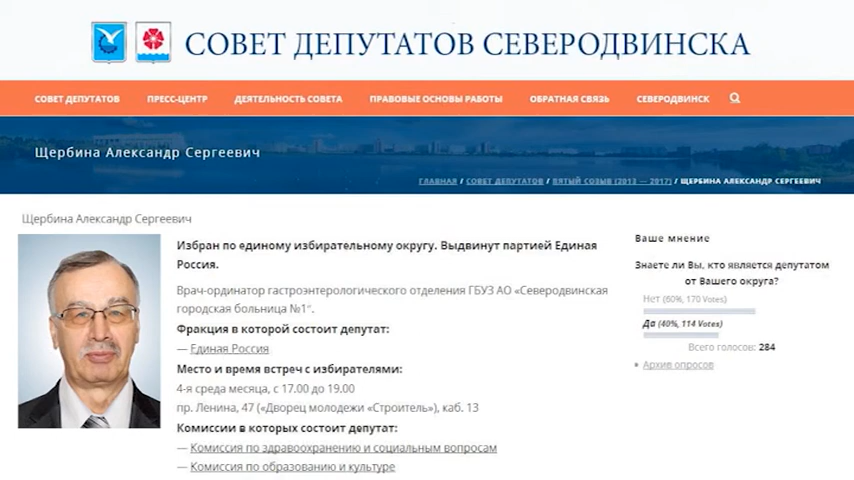 СОВЕТ ДЕПУТАТОВ СЕВЕРОДВИНСКА
СОВЕТ ДЕПУТАТОВ ПРЕСС-ЦЕНТР ДЕЯТЕЛЬНОСТЬ СОВЕТА ПРАВОВЫЕ ОСНОВЫ РАБОТЫ ОБРАТНАЯ СВЯЗЬ СЕВЕРОДВИНСК
Щербина Александр Сергеевич
ГЛАВНАЯ / СОВЕТ ДЕПУТАТОВ / ПЯТЫЙ СОЗЫВ (2013 — 2017) / ЩЕРБИНА АЛЕКСАНДР СЕРГЕЕВИЧ
Щербина Александр Сергеевич
Избран по единому избирательному округу. Выдвинут партией Единая
Россия.
Врач-ординатор гастроэнтерологического отделения ГБУЗ АО «Северодвинская
городская больница №1".
Фракция в которой состоит депутат:
— Единая Россия
Место и время встреч с избирателями:
4-я среда месяца, с 17.00 до 19.00
пр. Ленина, 47 («Дворец молодежи «Строитель»), каб. 13
Комиссии в которых состоит депутат:
— Комиссия по здравоохранению и социальным вопросам
— Комиссия по образованию и культуре
Ваше мнение
Знаете ли Вы, кто является депутатом
от Вашего округа?
Нет (60%, 170 Votes)
Да (40%, 114 Votes)
Всего голосов: 284
Архив опросов